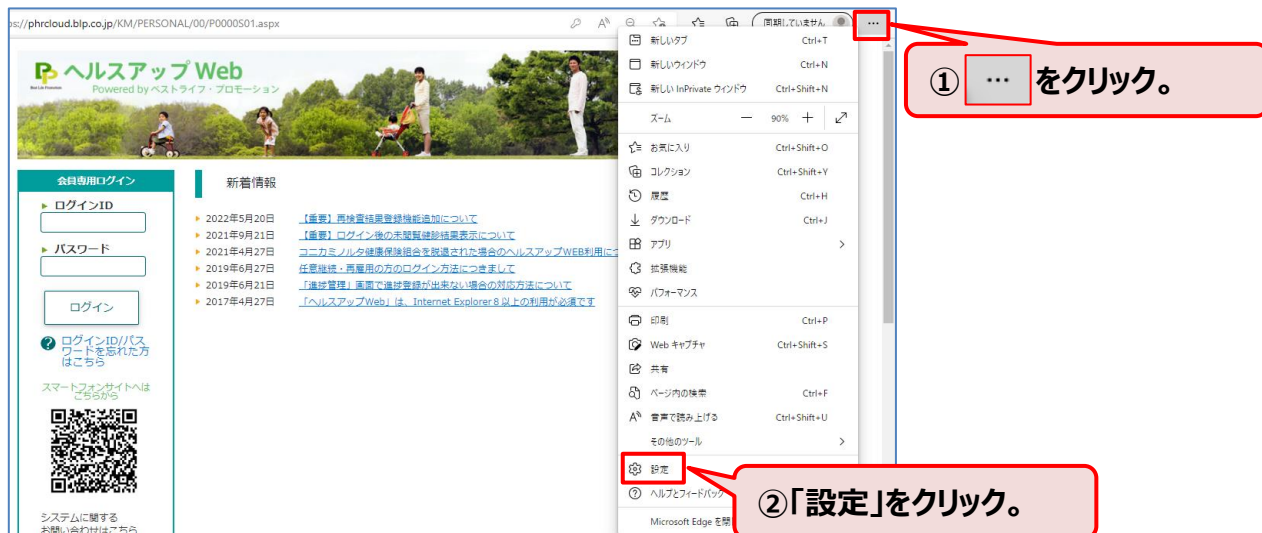 ps://phrcloud.blp.co.jp/KM/PERSONAL/00/P0000S01.aspx
同期していません
…
① … をクリック。
ヘルスアップ Web
Powered by ベストライフ・プロモーション
会員専用ログイン
ログインID
パスワード
ログイン
ログインID/パス
ワードを忘れた方
はこちら
スマートフォンサイトへは
こちらから
システムに関する
お問い合わせはこちら
新着情報
2022年5月20日 【重要】再検査結果登録機能追加について
2021年9月21日 【重要】ログイン後の未閲覧健診結果表示について
2021年4月27日 コニカミノルタ健康保険組合を脱退された場合のヘルスアップWEB利用につ
2019年6月27日 任意継続・再雇用の方のログイン方法につきまして
2019年6月21日 「進捗管理」画面で進捗登録が出来ない場合の対応方法について
2017年4月27日 「ヘルスアップWeb」は、Internet Explorer８以上の利用が必須です
新しいタブ Ctrl+T
新しいウィンドウ Ctrl+N
新しい InPrivate ウィンドウ Ctrl+Shift+N
ズーム — 90% +
お気に入り Ctrl+Shift+O
コレクション Ctrl+Shift+Y
履歴 Ctrl+H
ダウンロード Ctrl+J
アプリ >
拡張機能
パフォーマンス
印刷 Ctrl+P
Web キャプチャ Ctrl+Shift+S
共有
ページ内の検索 Ctrl+F
音声で読み上げる Ctrl+Shift+U
その他のツール >
設定
ヘルプとフィードバック
Microsoft Edge を閉
②「設定」をクリック。